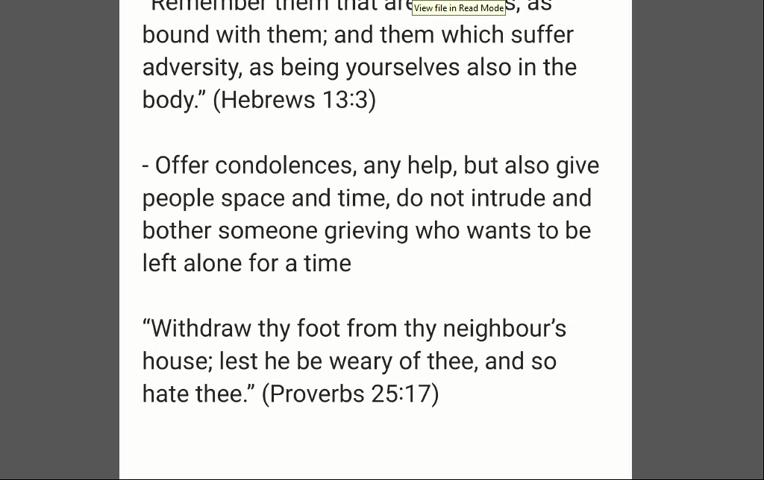 “Remember them that are s, as
View file in Read Mode
bound with them; and them which suffer
adversity, as being yourselves also in the
body.” (Hebrews 13:3)
- Offer condolences, any help, but also give
people space and time, do not intrude and
bother someone grieving who wants to be
left alone for a time
“Withdraw thy foot from thy neighbour’s
house; lest he be weary of thee, and so
hate thee.” (Proverbs 25:17)